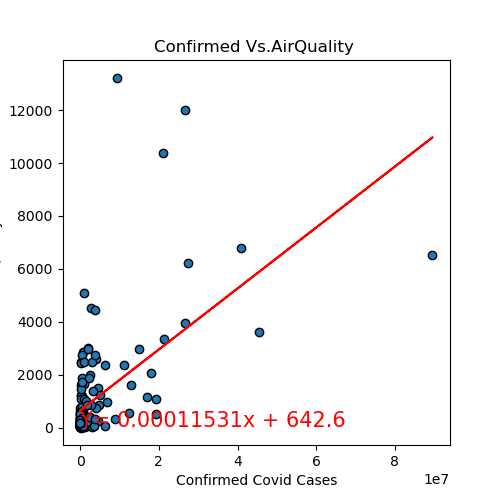 Confirmed Vs.AirQuality
12000
10000
8000
6000
4000
2000
0
= 0.00011531x + 642.6
0 2 4 6 8
1e7
Confirmed Covid Cases